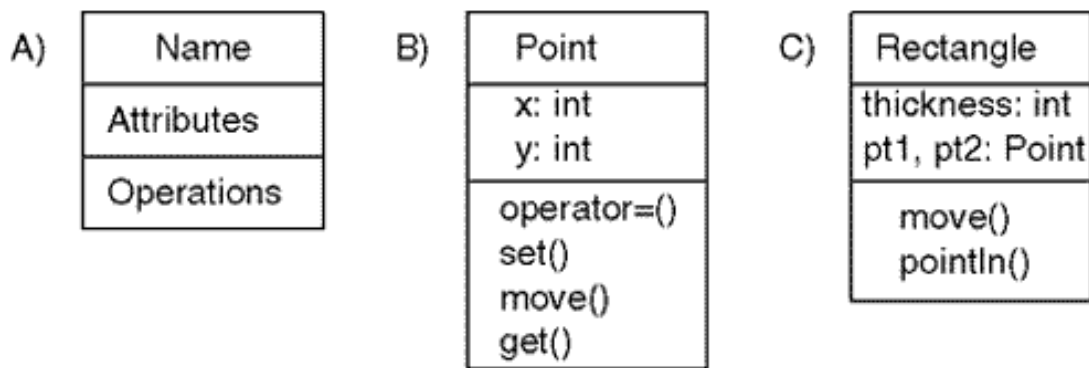 A)
Name
Attributes
Operations
B)
Point
x: int
y: int
operator=()
set()
move()
get()
C)
Rectangle
thickness: int
pt1, pt2: Point
move()
pointIn()